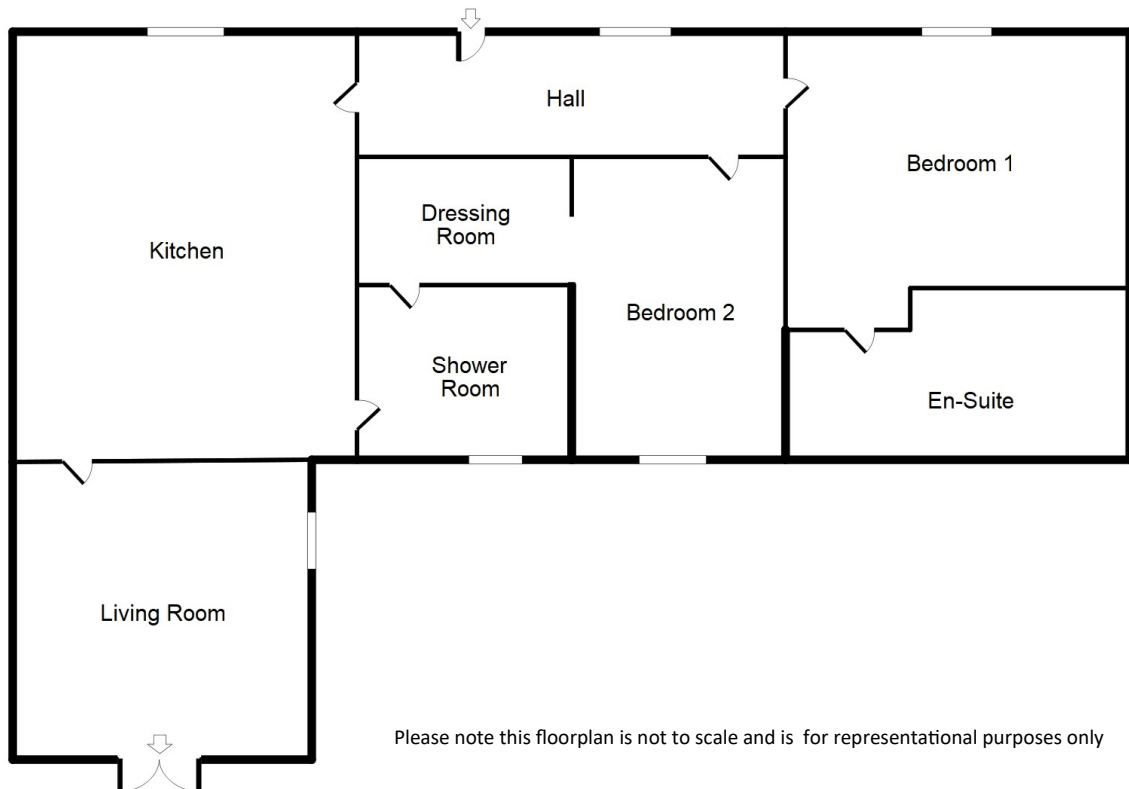 Hall
Bedroom 1
Dressing
Room
Kitchen
Bedroom 2
Shower
Room
En-Suite
Living Room
Please note this floorplan is not to scale and is for representational purposes only